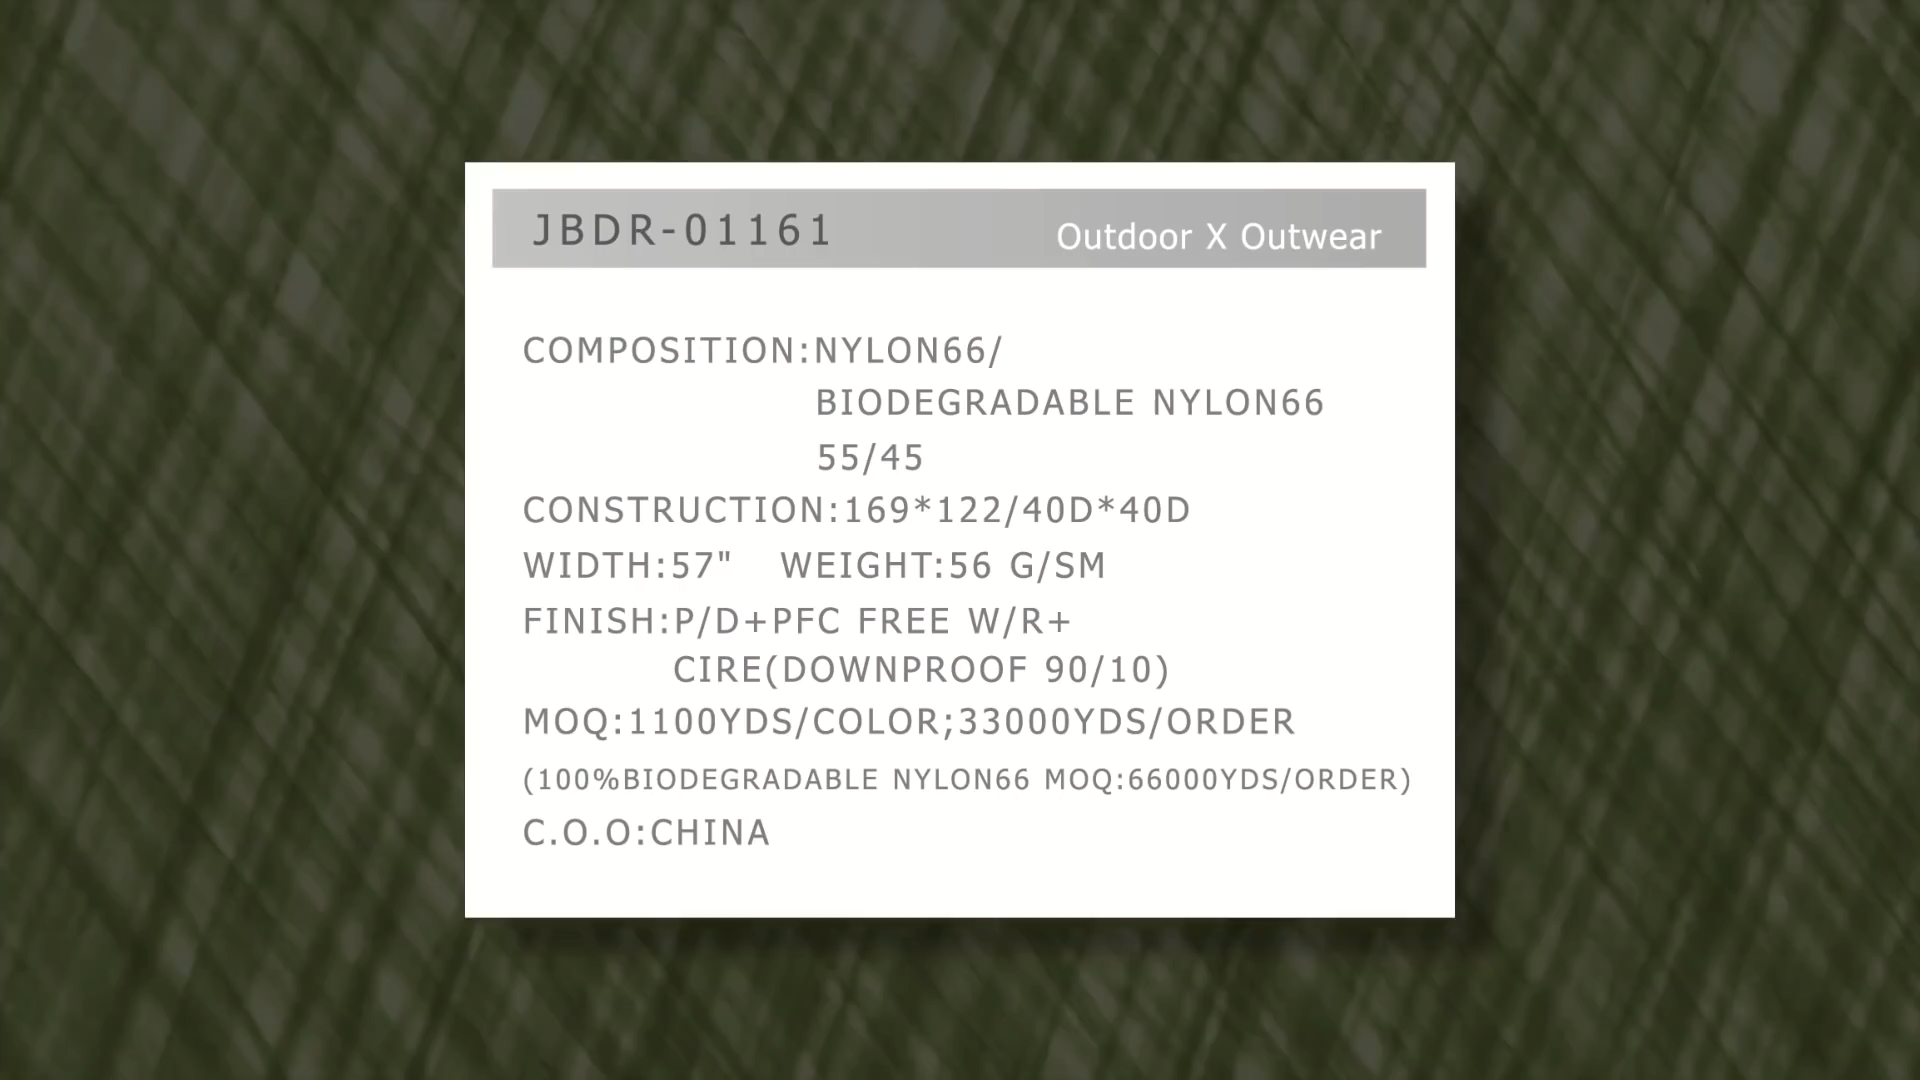 JBDR-01161
Outdoor X Outwear
COMPOSITION:NYLON66/
BIODEGRADABLE NYLON66
55/45
CONSTRUCTION:169*122/40D*40D
WIDTH:57" WEIGHT:56 G/SM
FINISH:P/D+PFC FREE W/R+
CIRE(DOWNPROOF 90/10)
MOQ:1100YDS/COLOR;33000YDS/ORDER
(100%BIODEGRADABLE NYLON66 MOQ:66000YDS/ORDER)
C.O.O:CHINA